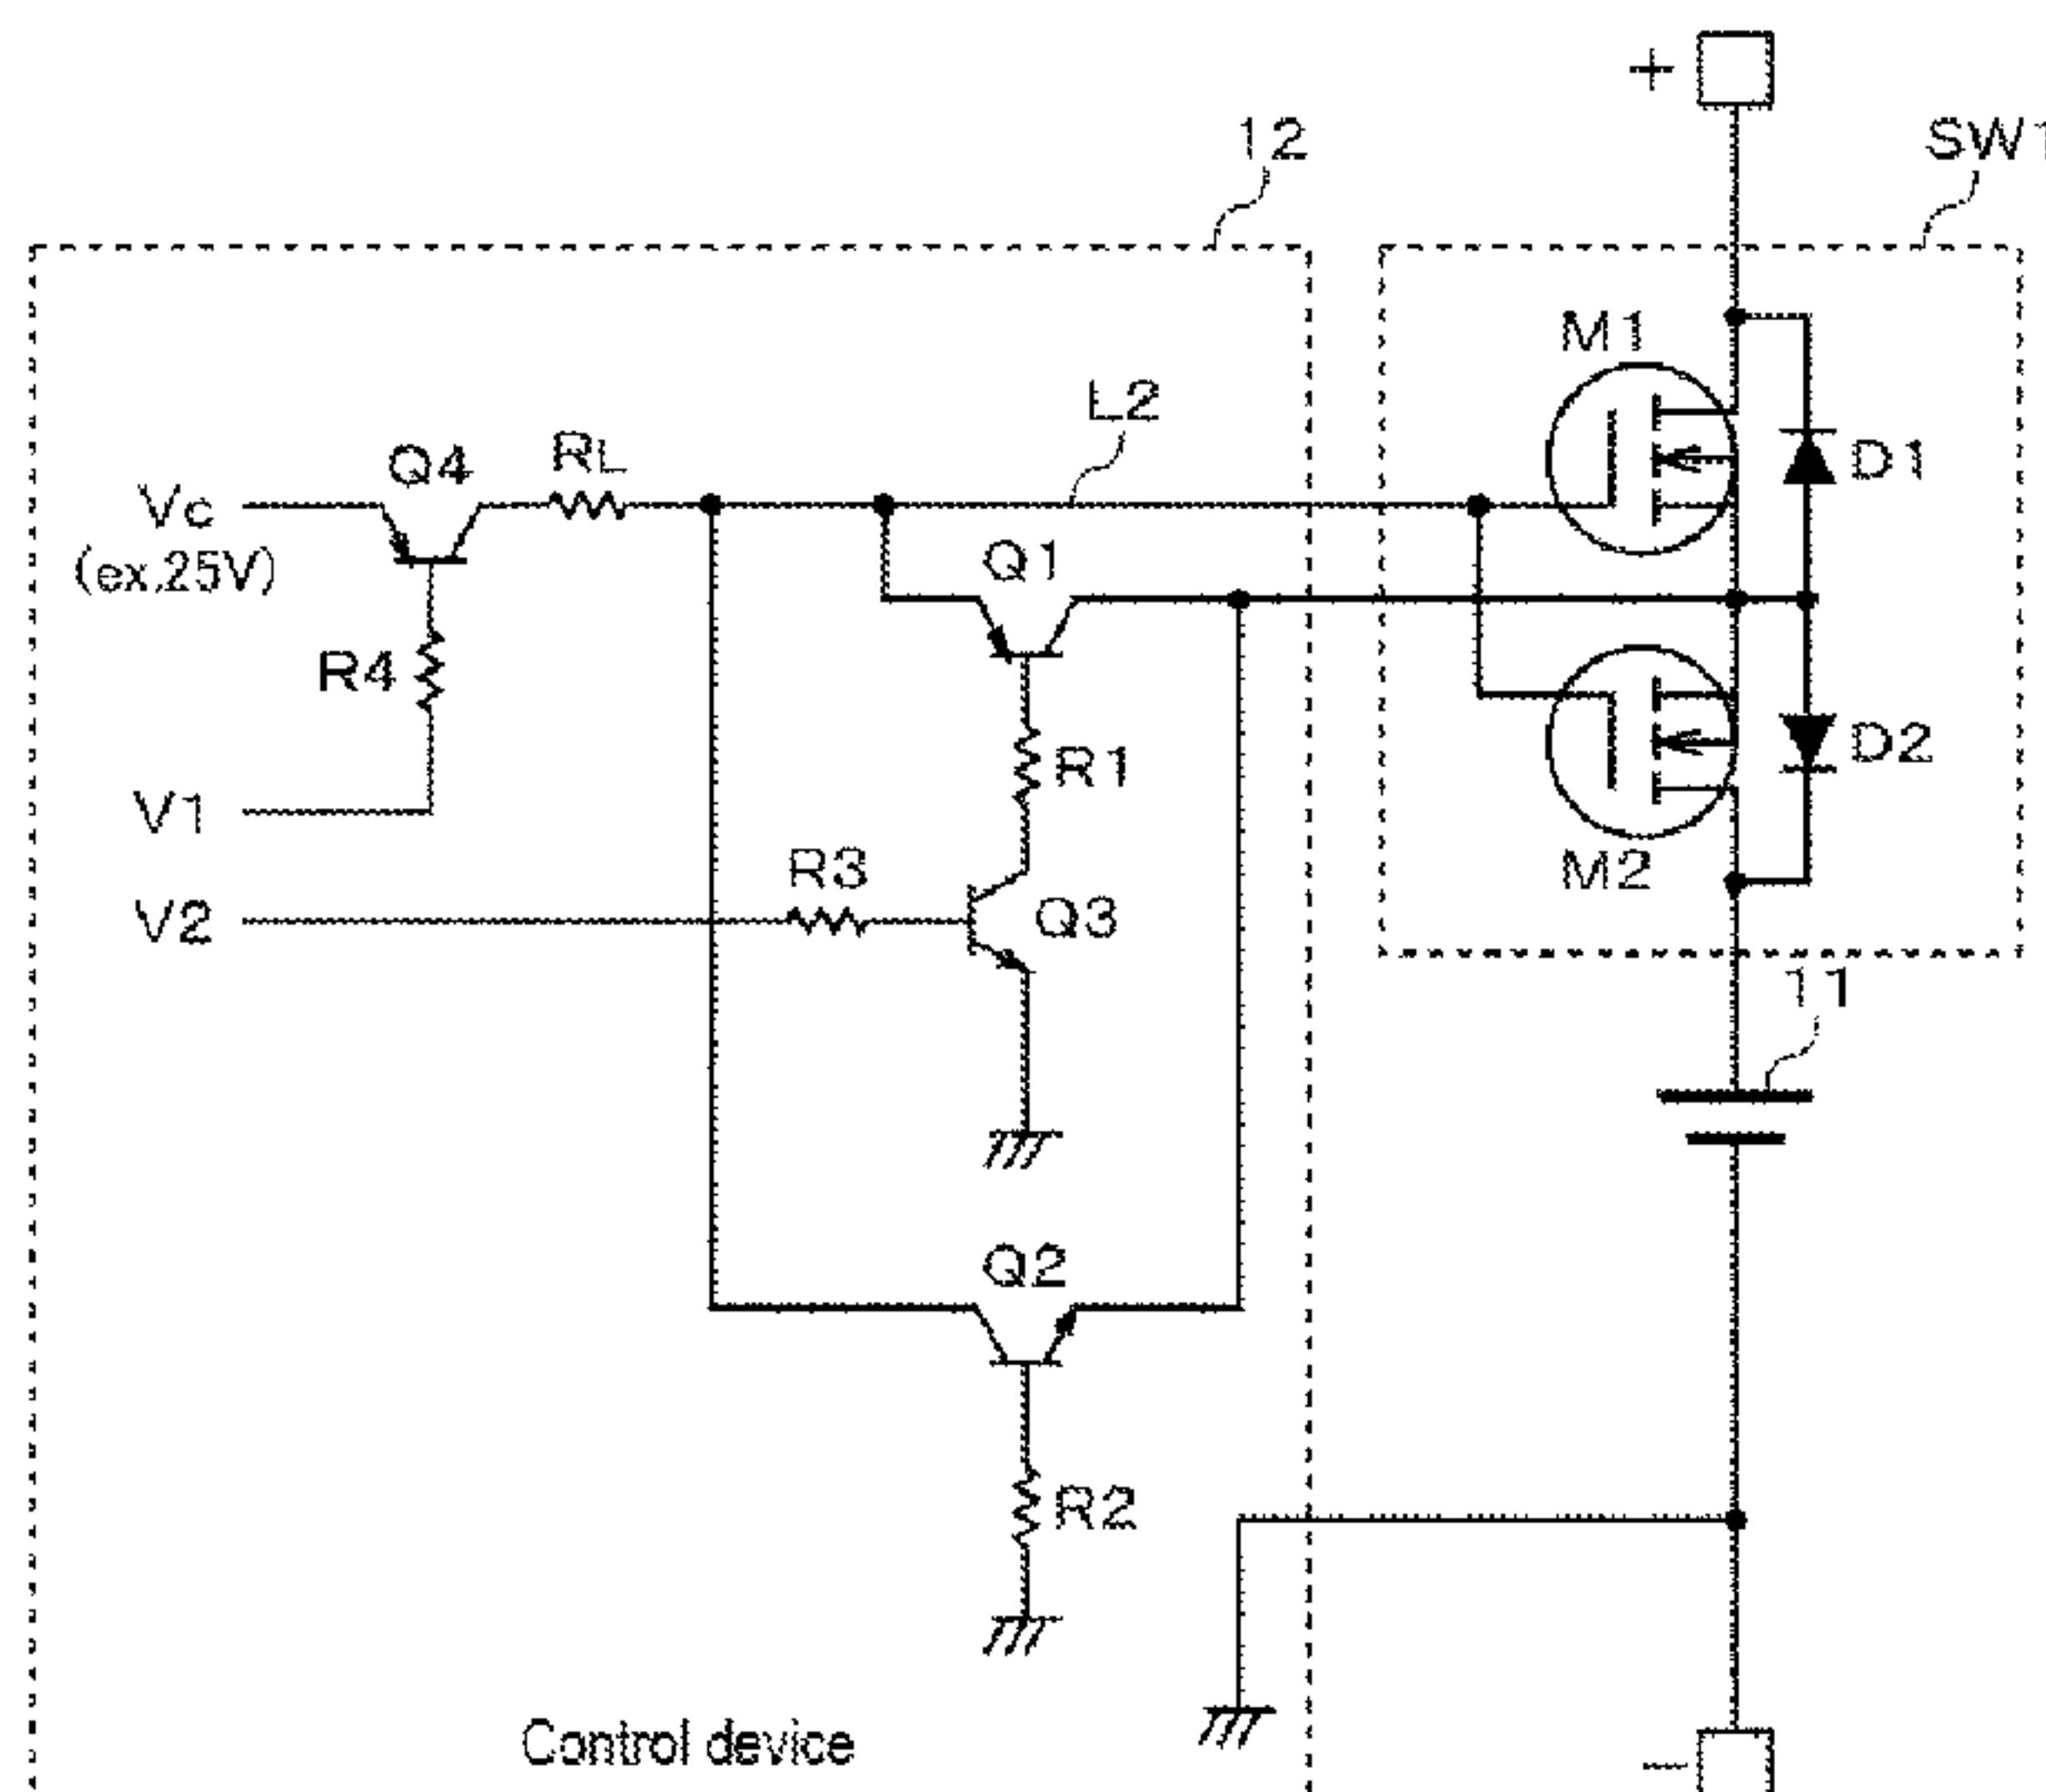 +
12
SW1
M1
L2
Q4
RL
D1
Vc
(ex.25V)
Q1
R4
R1
D2
V1
M2
R3
V2
Q3
11
Q2
R2
Control device
−